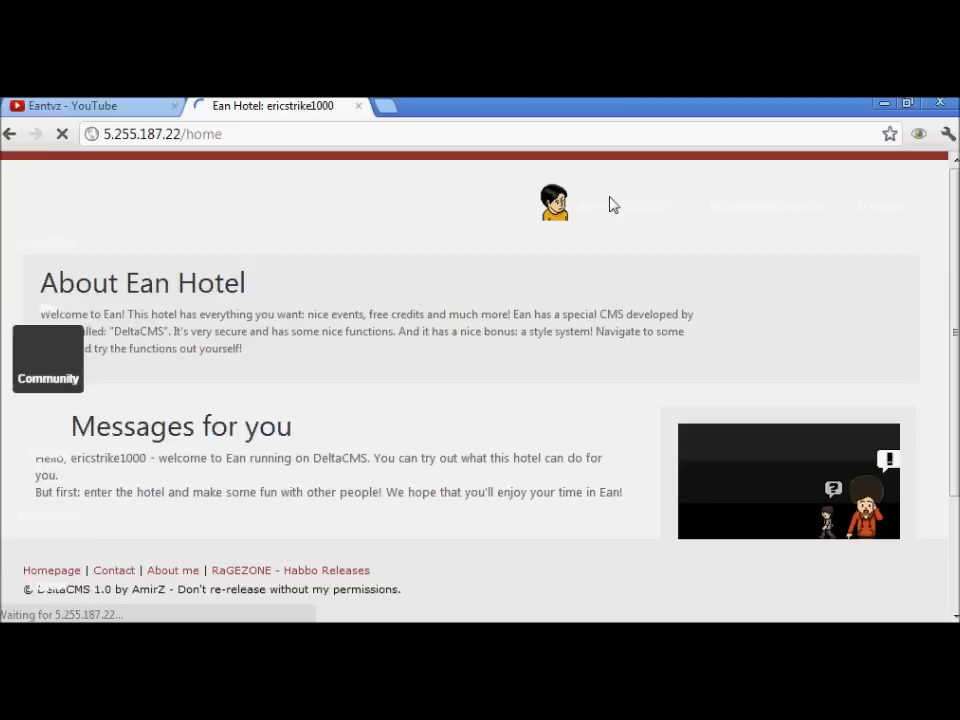 Eantvz - YouTube
Ean Hotel: ericstrike1000
5.255.187.22/home
About Ean Hotel
Welcome to Ean! This hotel has everything you want: nice events, free credits and much more! Ean has a special CMS developed by
lled: "DeltaCMS". It's very secure and has some nice functions. And it has a nice bonus: a style system! Navigate to some
d try the functions out yourself!
Community
Messages for you
Hello, ericstrike1000 - welcome to Ean running on DeltaCMS. You can try out what this hotel can do for
you.
But first: enter the hotel and make some fun with other people! We hope that you'll enjoy your time in Ean!
Homepage | Contact | About me | RaGEZONE - Habbo Releases
© DeltaCMS 1.0 by AmirZ - Don't re-release without my permissions.
Waiting for 5.255.187.22...